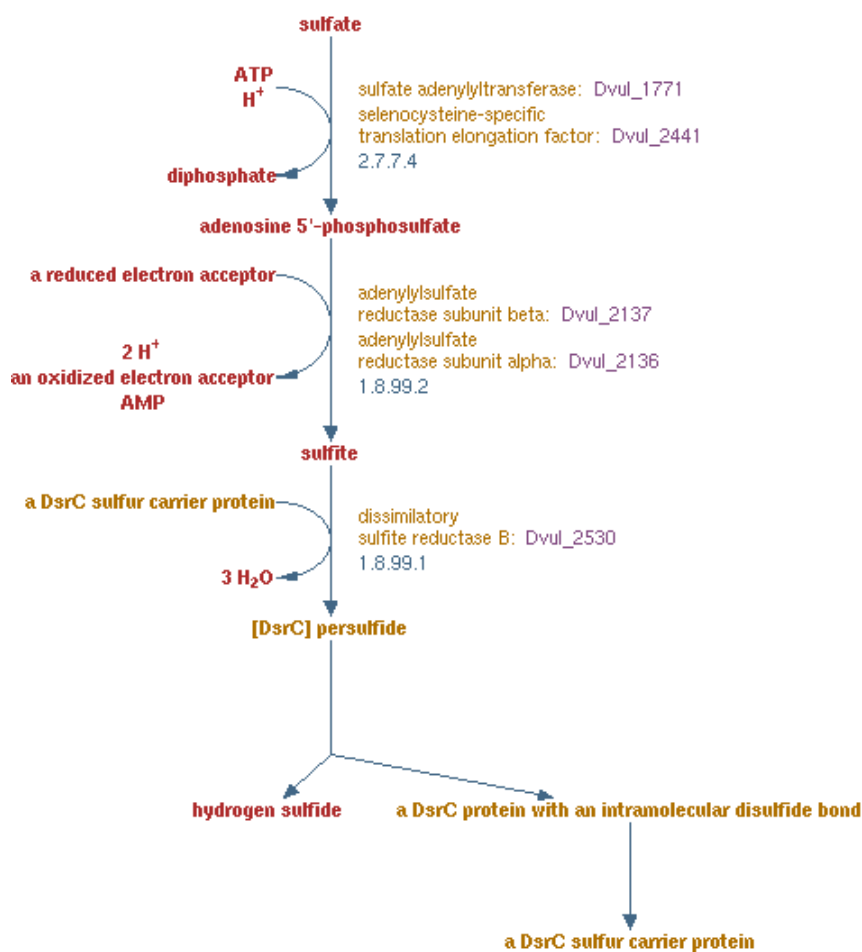 sulfate
ATP
H+
sulfate adenylyltransferase: Dvul_1771
selenocysteine-specific
translation elongation factor: Dvul_2441
2.7.7.4
diphosphate
adenosine 5'-phosphosulfate
a reduced electron acceptor
adenylylsulfate
reductase subunit beta: Dvul_2137
adenylylsulfate
reductase subunit alpha: Dvul_2136
1.8.99.2
2 H+
an oxidized electron acceptor
AMP
sulfite
a DsrC sulfur carrier protein
dissimilatory
sulfite reductase B: Dvul_2530
1.8.99.1
3 H2O
[DsrC] persulfide
hydrogen sulfide
a DsrC protein with an intramolecular disulfide bond
a DsrC sulfur carrier protein